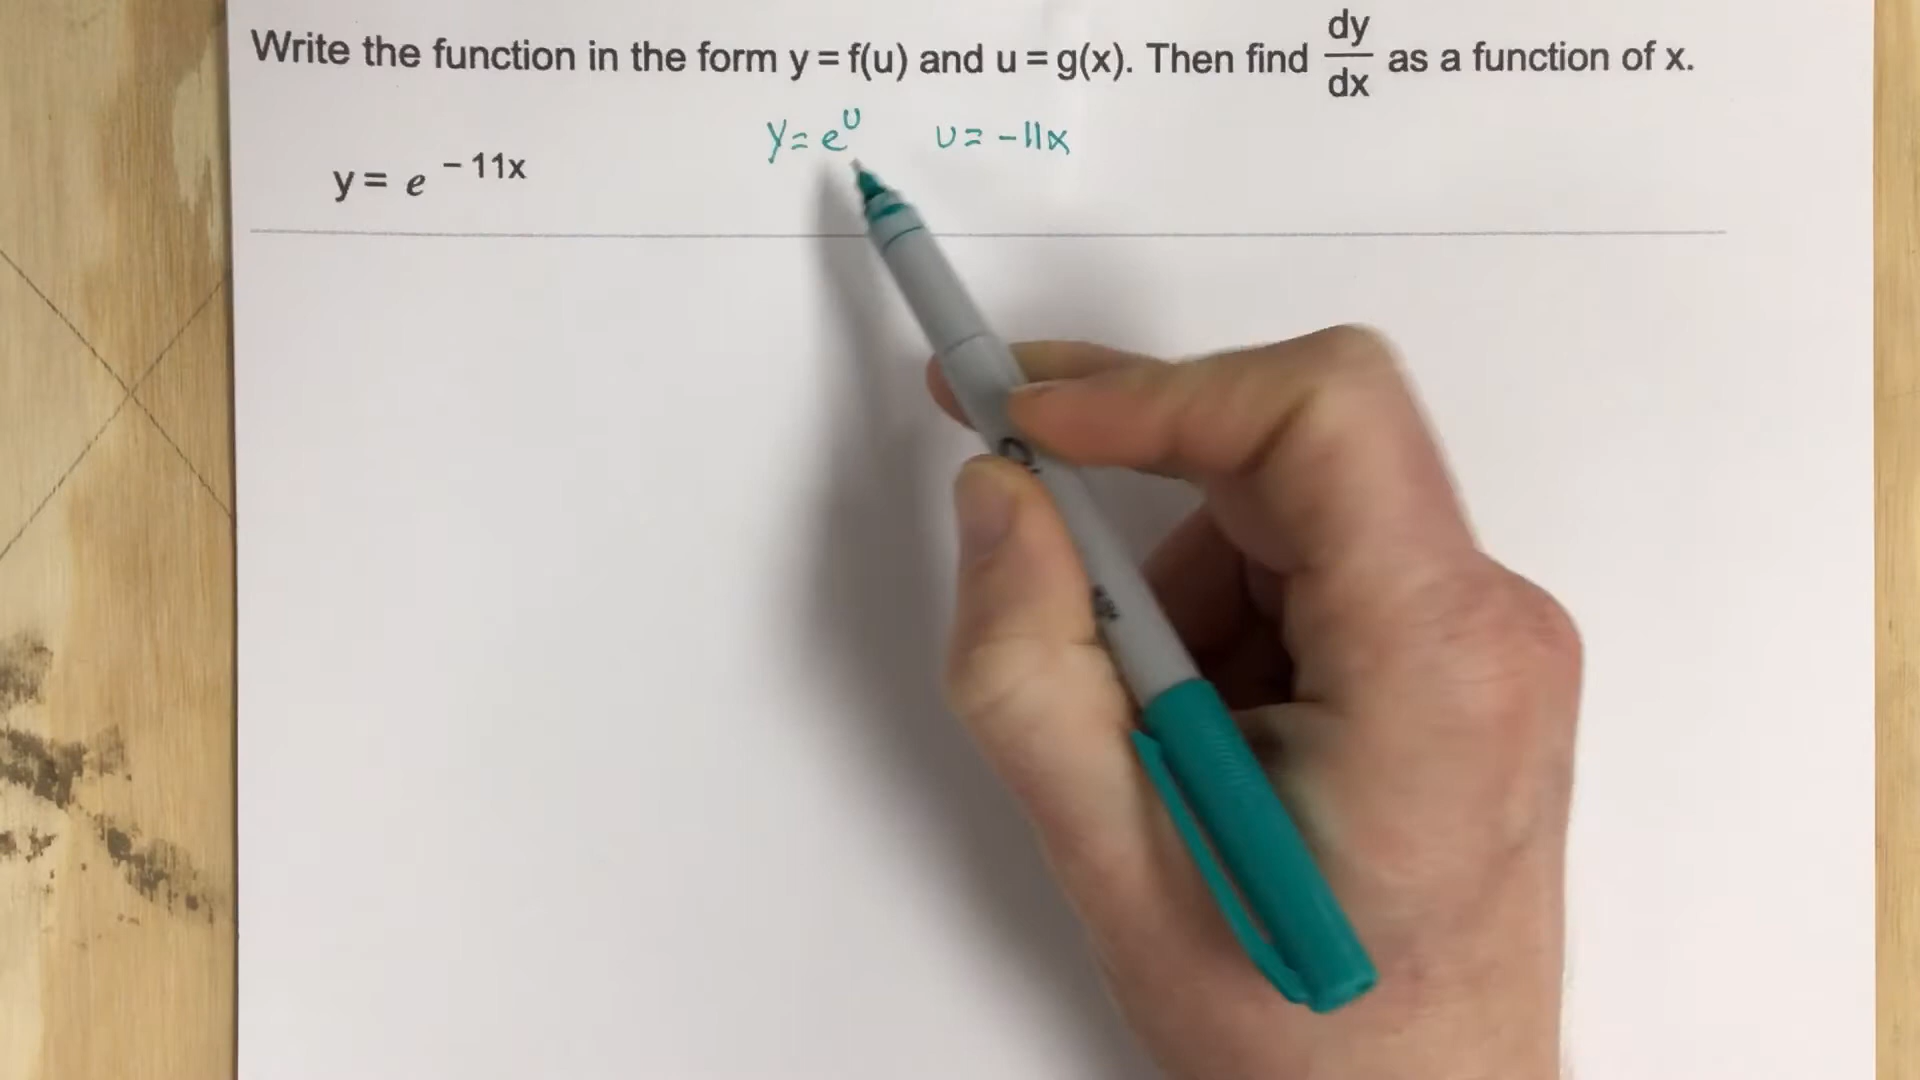 Write the function in the form y = f(u) and u = g(x). Then find dy/dx as a function of x.
y = e^u u = -11x
y = e^{-11x}